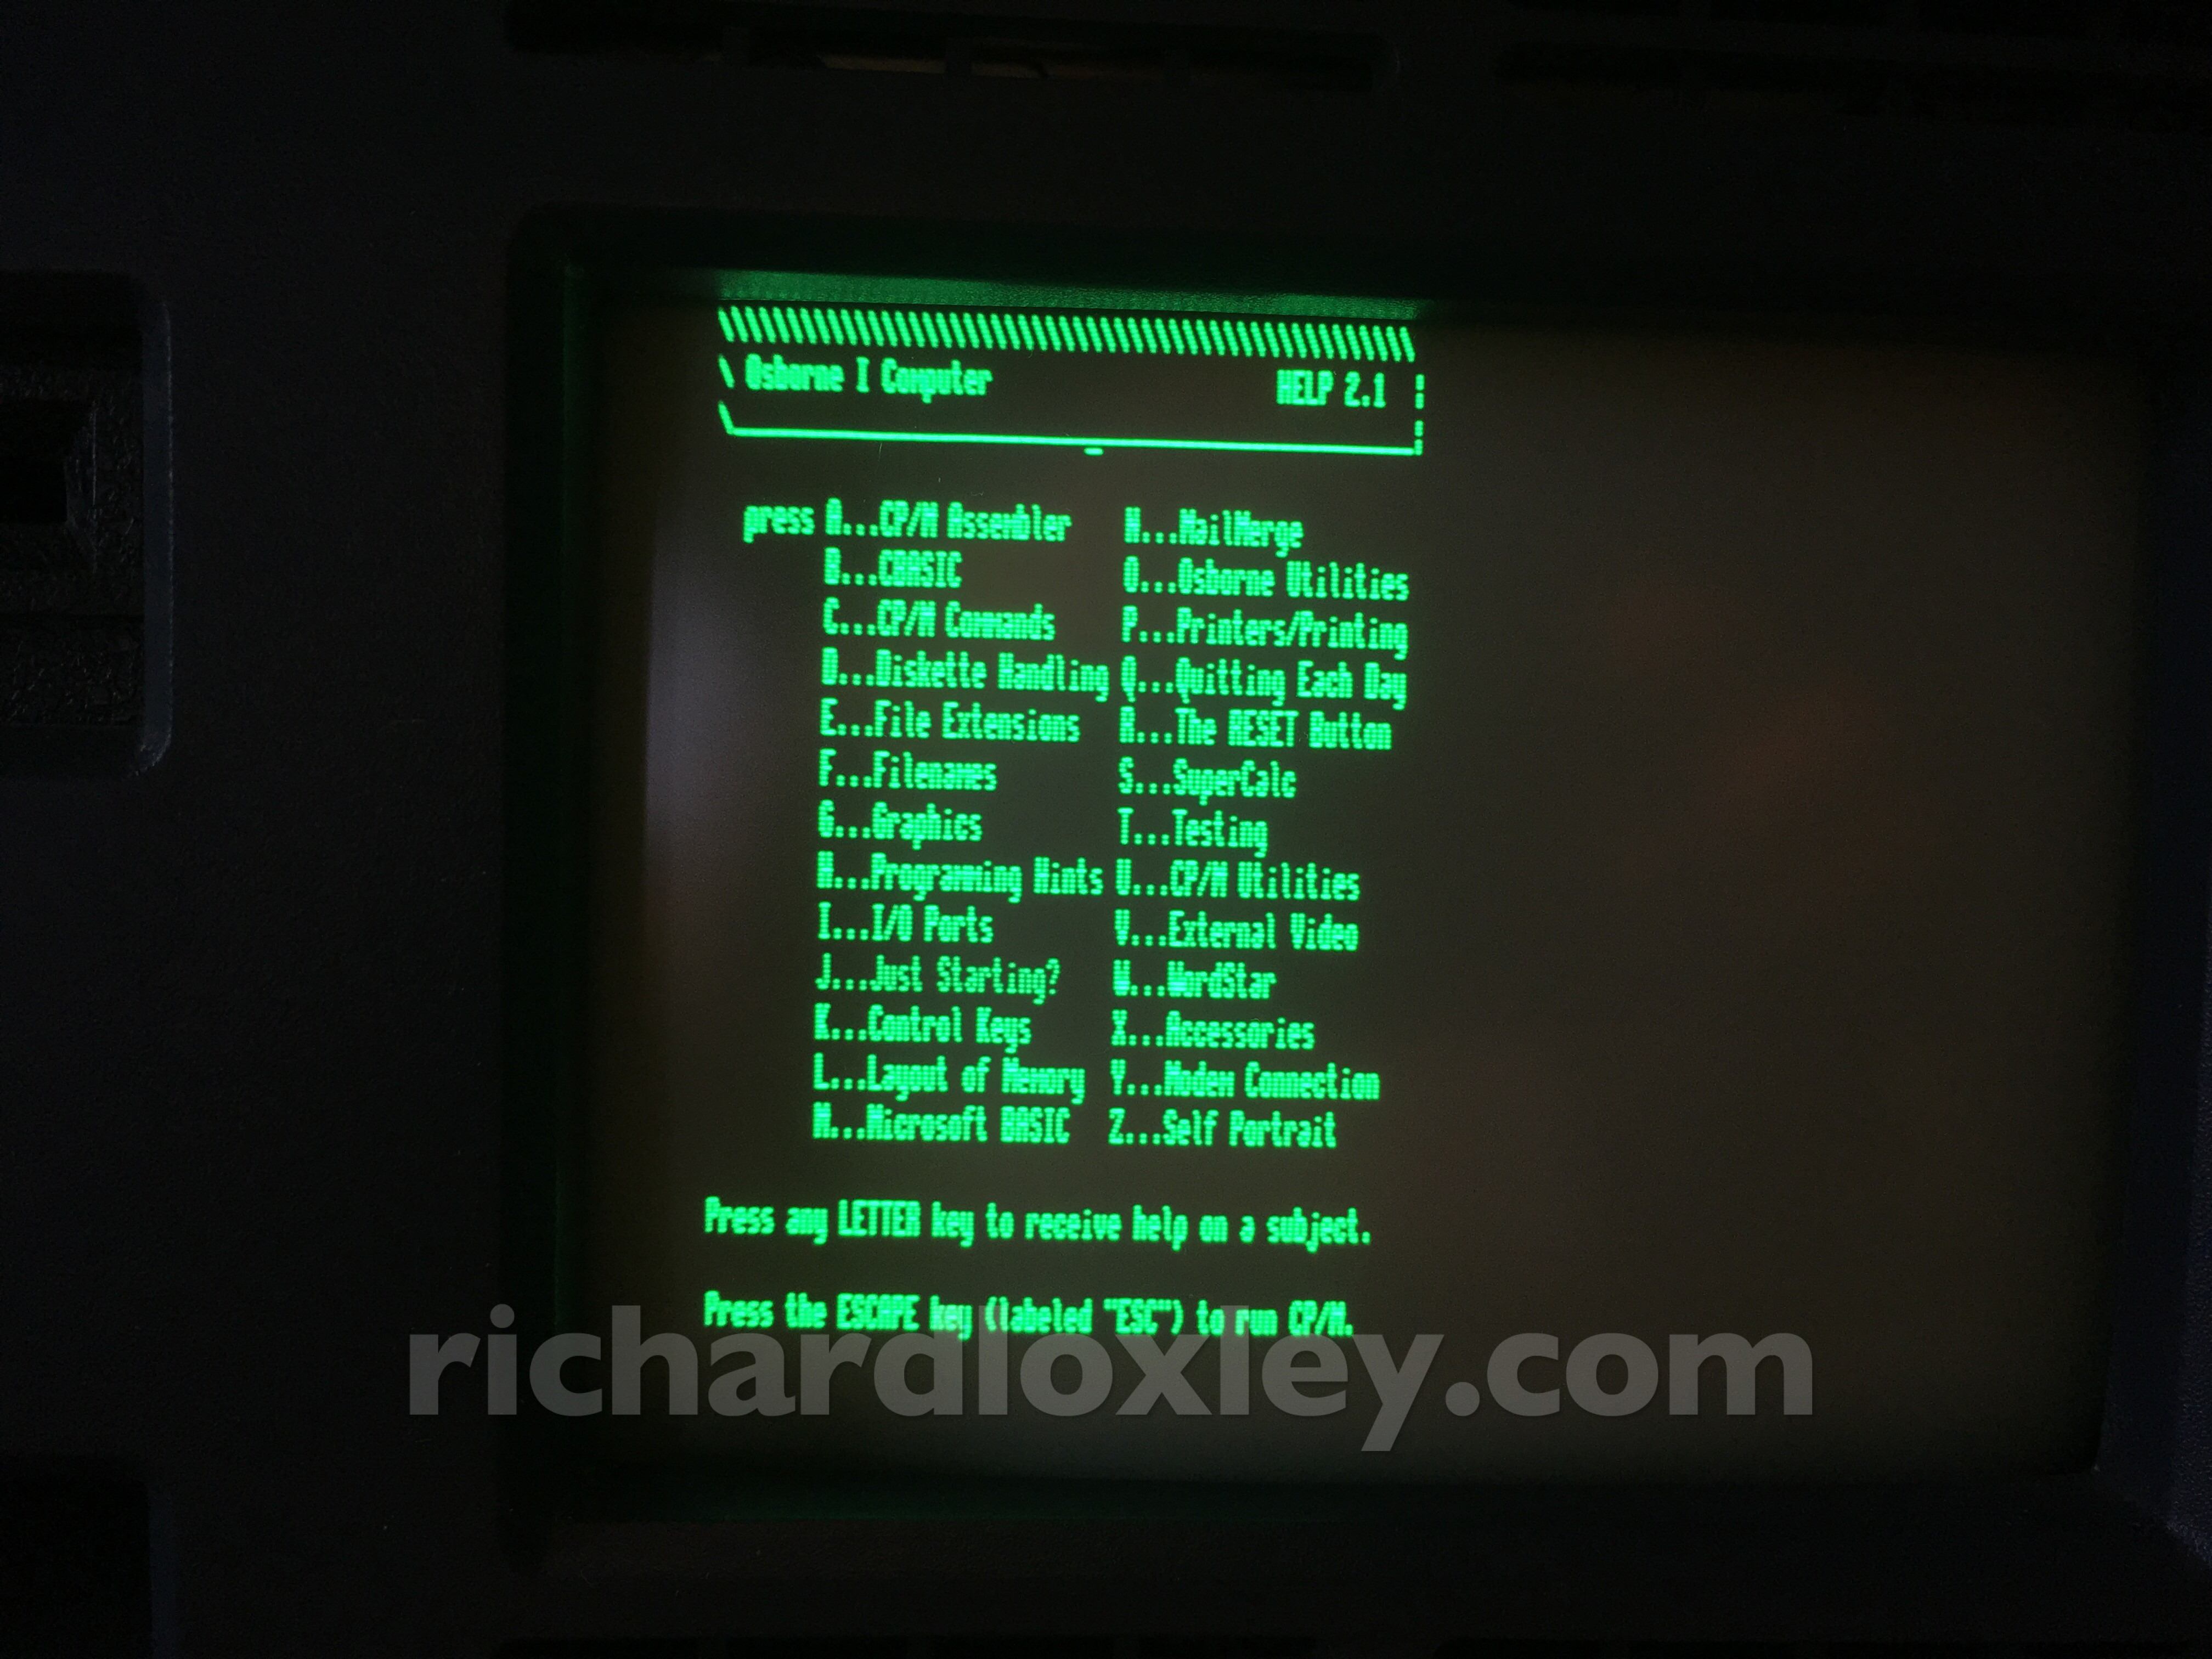 \\\\\\\\\\\\\\\\\\\\\\\\\\\\\\\\\\\\\\\\\\\\\\\\\\\
\ Osborne I Computer HELP 2.1
press A...CP/M Assembler N...MailMerge
B...CBASIC O...Osborne Utilities
C...CP/M Commands P...Printers/Printing
D...Diskette Handling Q...Quitting Each Day
E...File Extensions R...The RESET Button
F...Filenames S...SuperCalc
G...Graphics T...Testing
H...Programing Hints U...CP/M Utilities
I...I/O Ports V...External Video
J...Just Starting? W...WordStar
K...Control Keys X...Accessories
L...Layout of Memory Y...Modem Connection
M...Microsoft BASIC Z...Self Portrait
Press any LETTER key to receive help on a subject.
Press the ESCAPE key (labeled "ESC") to run CP/M.
richardloxley.com